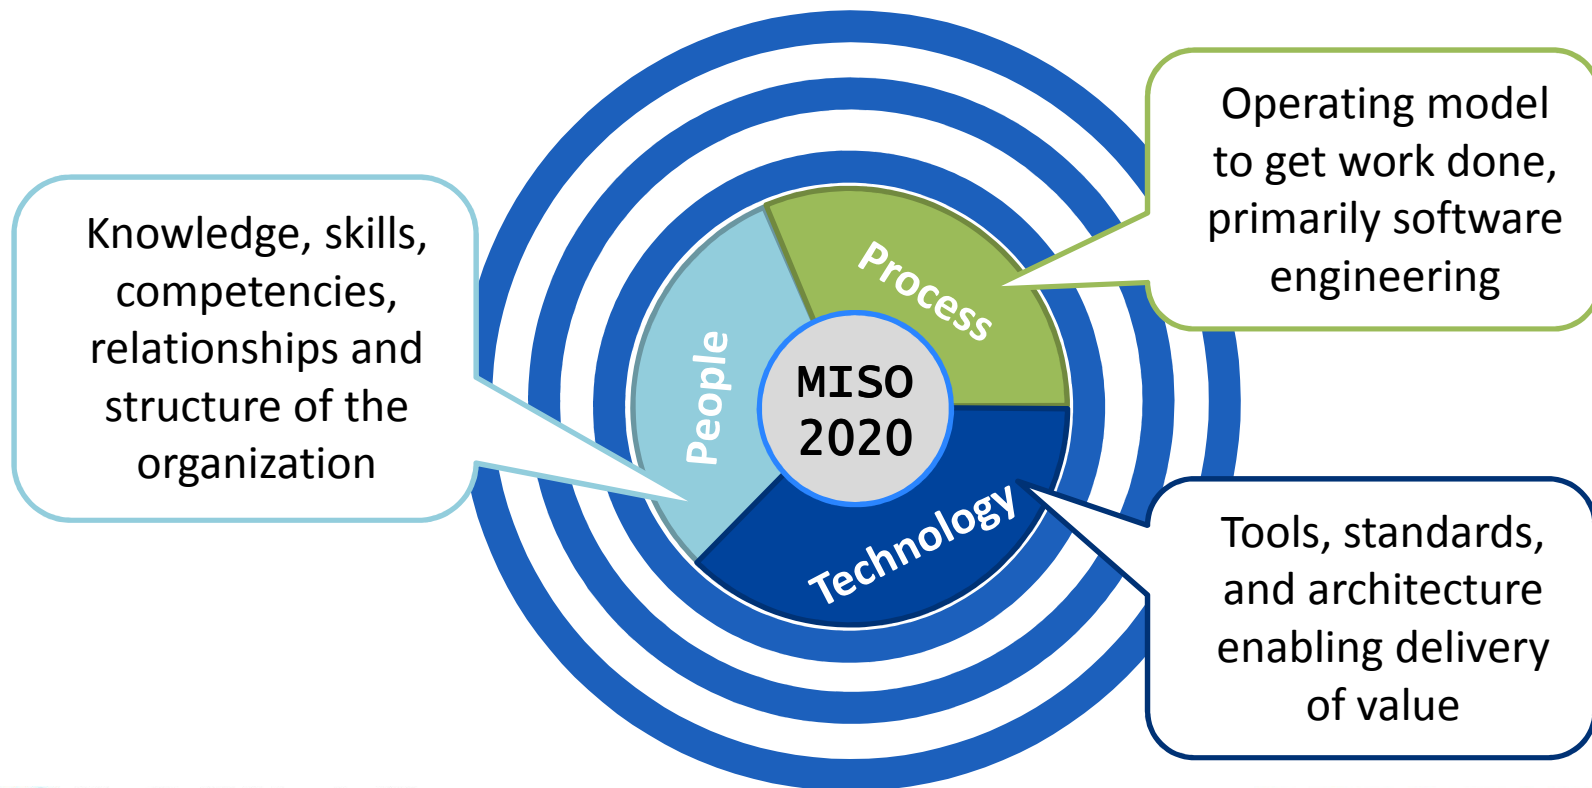 Knowledge, skills,
competencies,
relationships and
structure of the
organization
People
Process
MISO
2020
Technology
Operating model
to get work done,
primarily software
engineering
Tools, standards,
and architecture
enabling delivery
of value